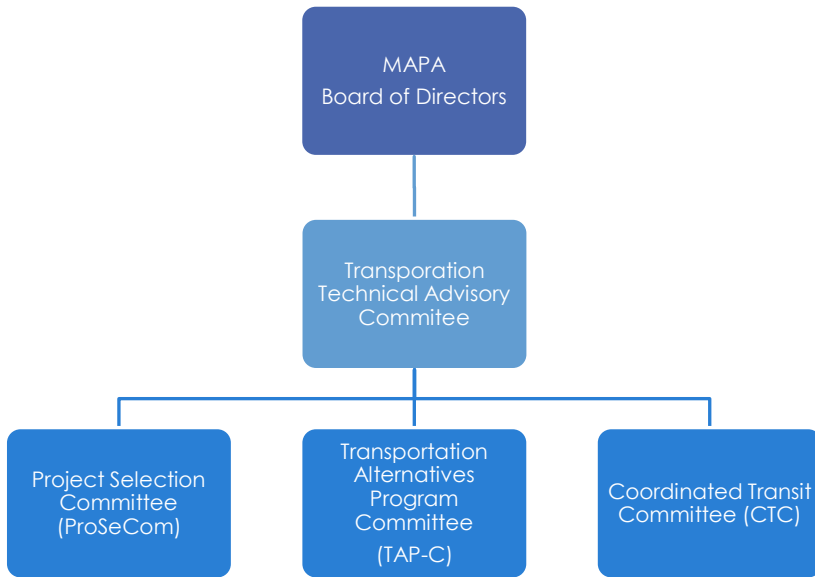 MAPA
Board of Directors
Transporation
Technical Advisory
Commitee
Project Selection
Committee
(ProSeCom)
Transportation
Alternatives
Program
Committee
(TAP-C)
Coordinated Transit
Committee (CTC)